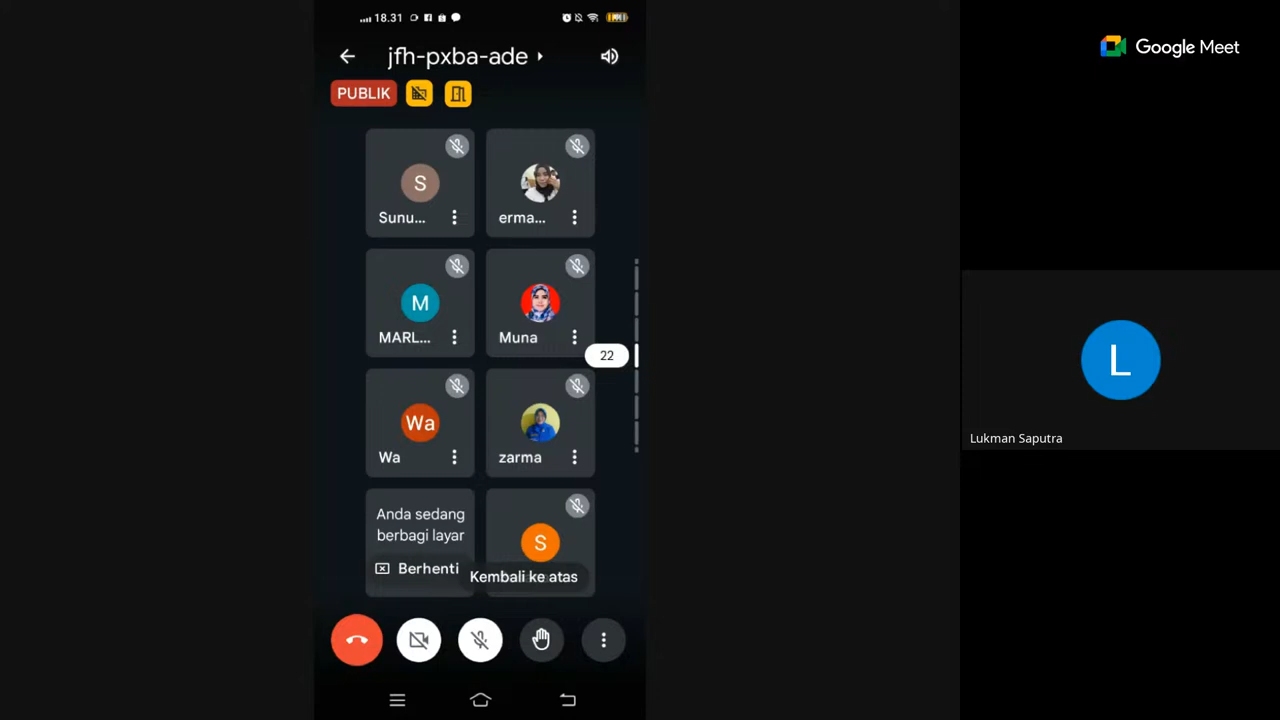 18.31
jfh-pxba-ade
PUBLIK
S
Sunu...
erma...
M
MARL...
Muna
22
Wa
Wa
zarma
Anda sedang
berbagi layar
Berhenti
S
Kembali ke atas
Google Meet
L
Lukman Saputra